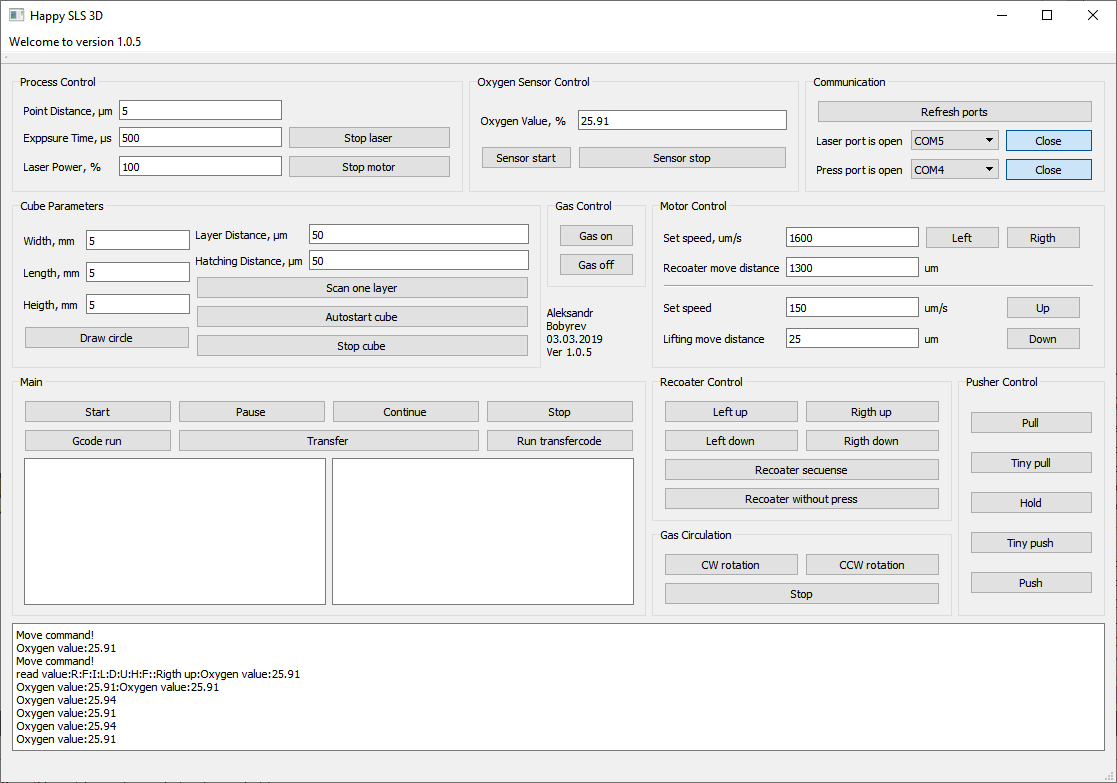 Happy SLS 3D
Welcome to version 1.0.5
Process Control
Point Distance, µm 5
Exppsure Time, µs 500 Stop laser
Laser Power, % 100 Stop motor
Oxygen Sensor Control
Oxygen Value, % 25.91
Sensor start Sensor stop
Communication
Refresh ports
Laser port is open COM5 Close
Press port is open COM4 Close
Cube Parameters
Width, mm 5
Length, mm 5
Heigth, mm 5
Draw circle
Layer Distance, µm 50
Hatching Distance, µm 50
Scan one layer
Autostart cube
Stop cube
Gas Control
Gas on
Gas off
Aleksandr
Bobyrev
03.03.2019
Ver 1.0.5
Motor Control
Set speed, um/s 1600 Left Rigth
Recoater move distance 1300 um
Set speed 150 um/s Up
Lifting move distance 25 um Down
Main
Start Pause Continue Stop
Gcode run Transfer Run transfercode
Recoater Control
Left up Rigth up
Left down Rigth down
Recoater secuense
Recoater without press
Gas Circulation
CW rotation CCW rotation
Stop
Pusher Control
Pull
Tiny pull
Hold
Tiny push
Push
Move command!
Oxygen value:25.91
Move command!
read value:R:F:I:L:D:U:H:F::Rigth up:Oxygen value:25.91
Oxygen value:25.91:Oxygen value:25.91
Oxygen value:25.94
Oxygen value:25.91
Oxygen value:25.94
Oxygen value:25.91